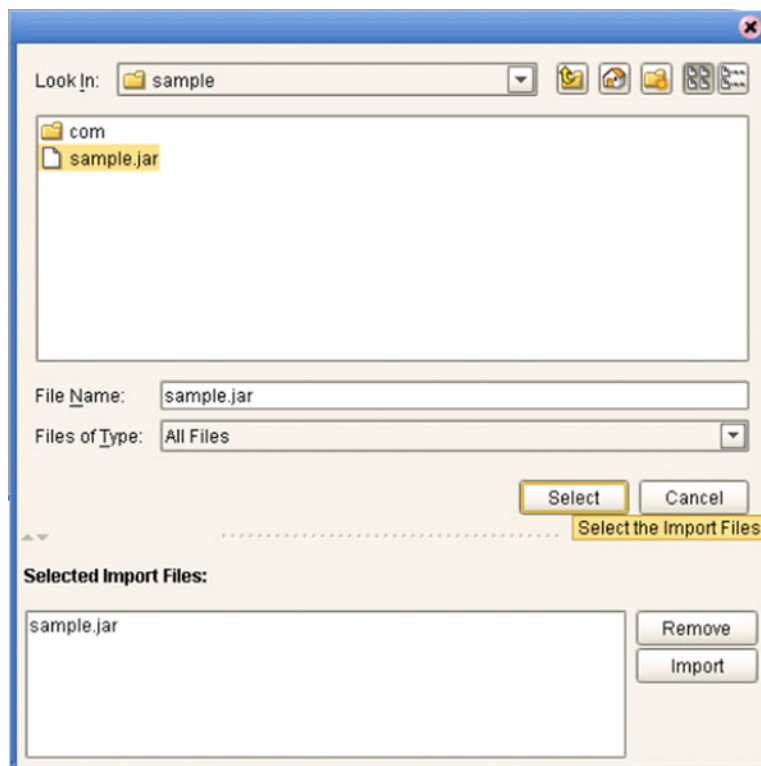 Look In: sample
com
sample.jar
File Name: sample.jar
Files of Type: All Files
Select Cancel
Select the Import Files
Selected Import Files:
sample.jar
Remove
Import